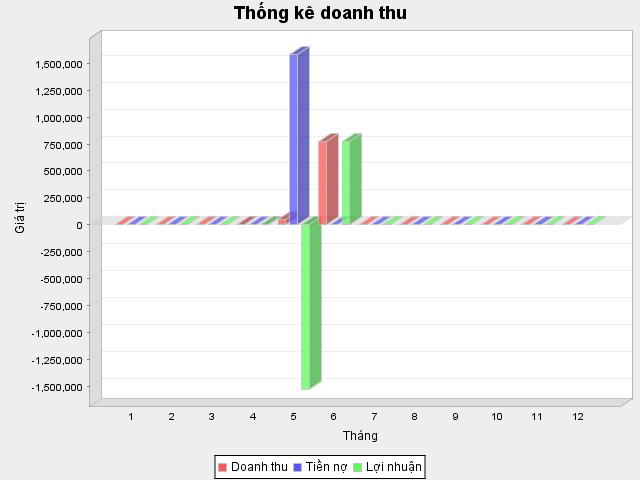 Thống kê doanh thu
Giá trị
1,500,000
1,250,000
1,000,000
750,000
500,000
250,000
0
-250,000
-500,000
-750,000
-1,000,000
-1,250,000
-1,500,000
1 2 3 4 5 6 7 8 9 10 11 12
Tháng
Doanh thu Tiền nợ Lợi nhuận